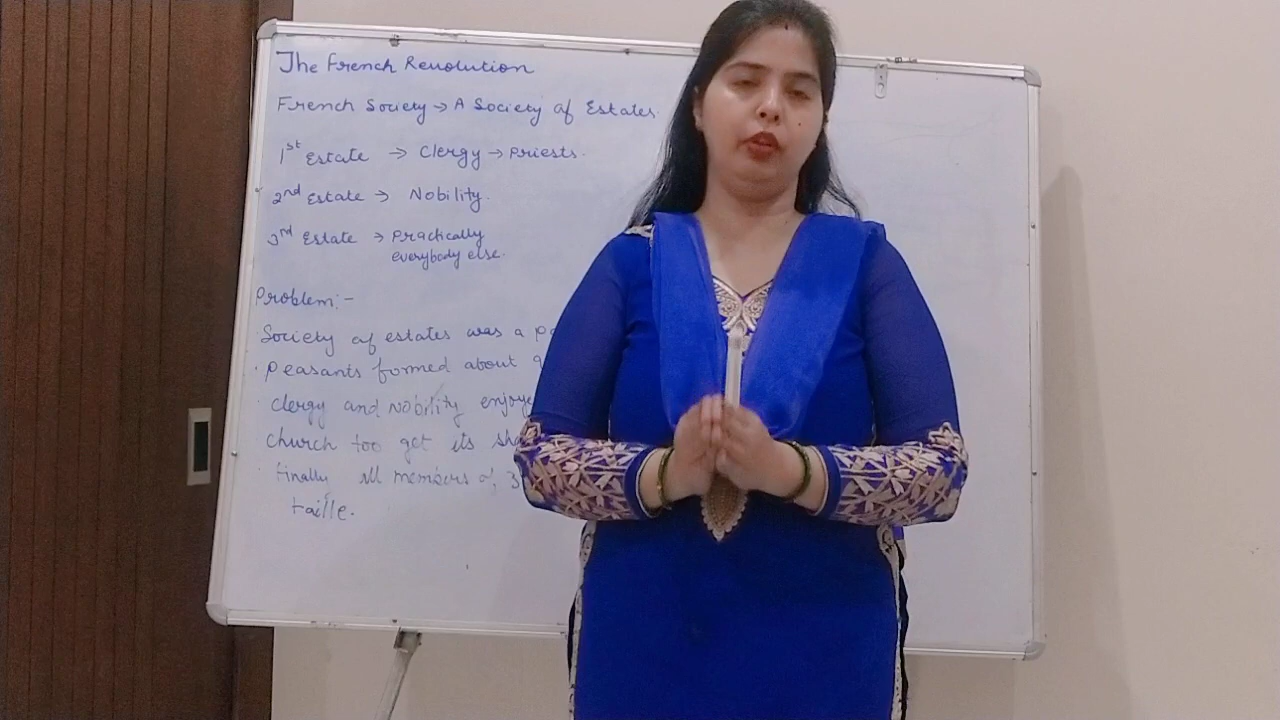 The French Revolution
French Society → A Society of Estates.
1st Estate → Clergy → Priests.
2nd Estate → Nobility.
3rd Estate → Practically
everybody else.
Problem:-
Society of estates was a
· Peasants formed about
· Clergy and Nobility
Church too got its
· Finally all members of 3
taille.